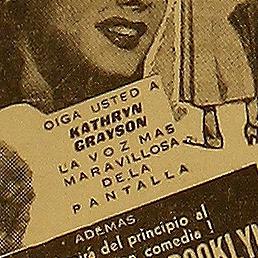 OIGA USTED A
KATHRYN
GRAYSON
LA VOZ MAS
MARAVILLOSA
DE LA
PANTALLA
ADEMAS
del principio al
comedia!